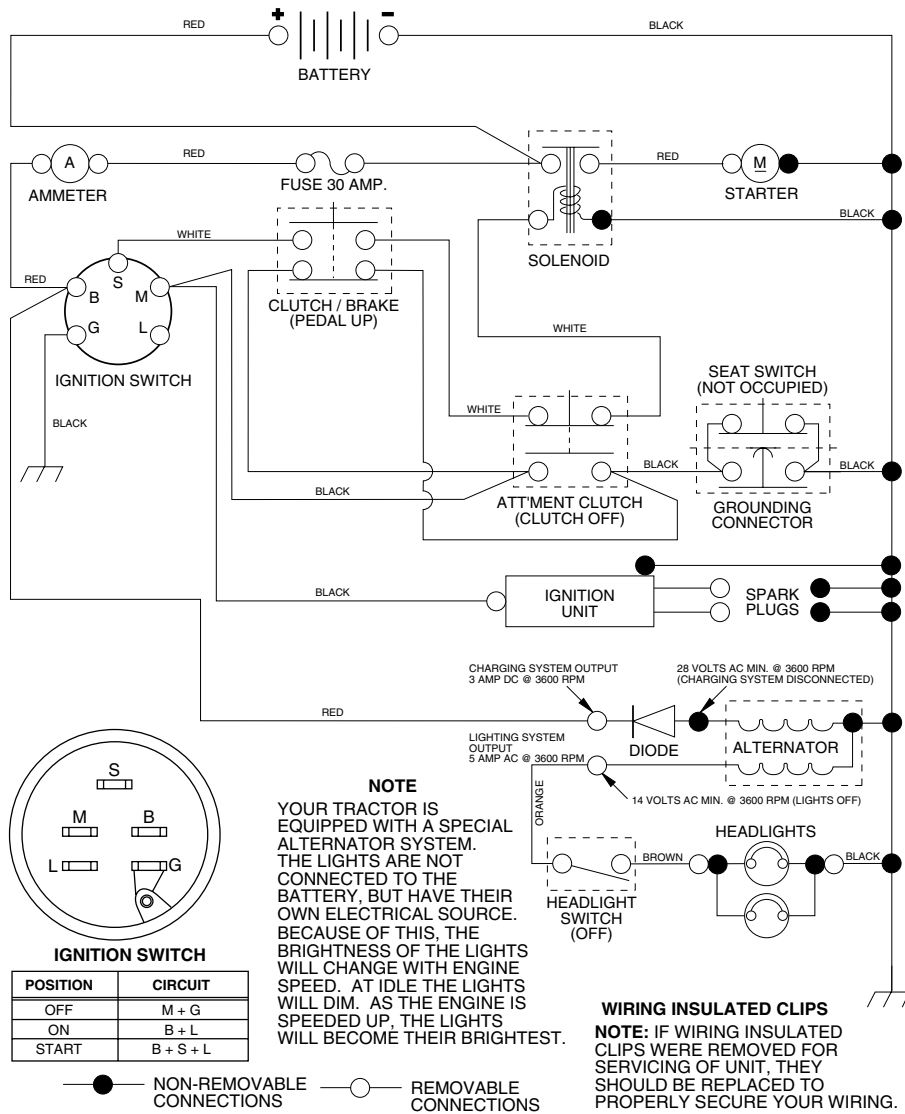 RED
+
-
BLACK
BATTERY
A
RED
RED
M
AMMETER
FUSE 30 AMP.
STARTER
WHITE
BLACK
SOLENOID
RED
S
B
M
CLUTCH / BRAKE
(PEDAL UP)
G
L
WHITE
IGNITION SWITCH
SEAT SWITCH
(NOT OCCUPIED)
BLACK
WHITE
BLACK
BLACK
BLACK
ATT'MENT CLUTCH
(CLUTCH OFF)
GROUNDING
CONNECTOR
BLACK
IGNITION
UNIT
SPARK
PLUGS
CHARGING SYSTEM OUTPUT
3 AMP DC @ 3600 RPM
28 VOLTS AC MIN. @ 3600 RPM
(CHARGING SYSTEM DISCONNECTED)
RED
LIGHTING SYSTEM
OUTPUT
5 AMP AC @ 3600 RPM
DIODE
ALTERNATOR
14 VOLTS AC MIN. @ 3600 RPM (LIGHTS OFF)
ORANGE
HEADLIGHTS
BROWN
BLACK
HEADLIGHT
SWITCH
(OFF)
S
M
B
L
G
IGNITION SWITCH
POSITION CIRCUIT
OFF M + G
ON B + L
START B + S + L
NOTE
YOUR TRACTOR IS
EQUIPPED WITH A SPECIAL
ALTERNATOR SYSTEM.
THE LIGHTS ARE NOT
CONNECTED TO THE
BATTERY, BUT HAVE THEIR
OWN ELECTRICAL SOURCE.
BECAUSE OF THIS, THE
BRIGHTNESS OF THE LIGHTS
WILL CHANGE WITH ENGINE
SPEED. AT IDLE THE LIGHTS
WILL DIM. AS THE ENGINE IS
SPEEDED UP, THE LIGHTS
WILL BECOME THEIR BRIGHTEST.
WIRING INSULATED CLIPS
NOTE: IF WIRING INSULATED
CLIPS WERE REMOVED FOR
SERVICING OF UNIT, THEY
SHOULD BE REPLACED TO
PROPERLY SECURE YOUR WIRING.
NON-REMOVABLE
CONNECTIONS
REMOVABLE
CONNECTIONS